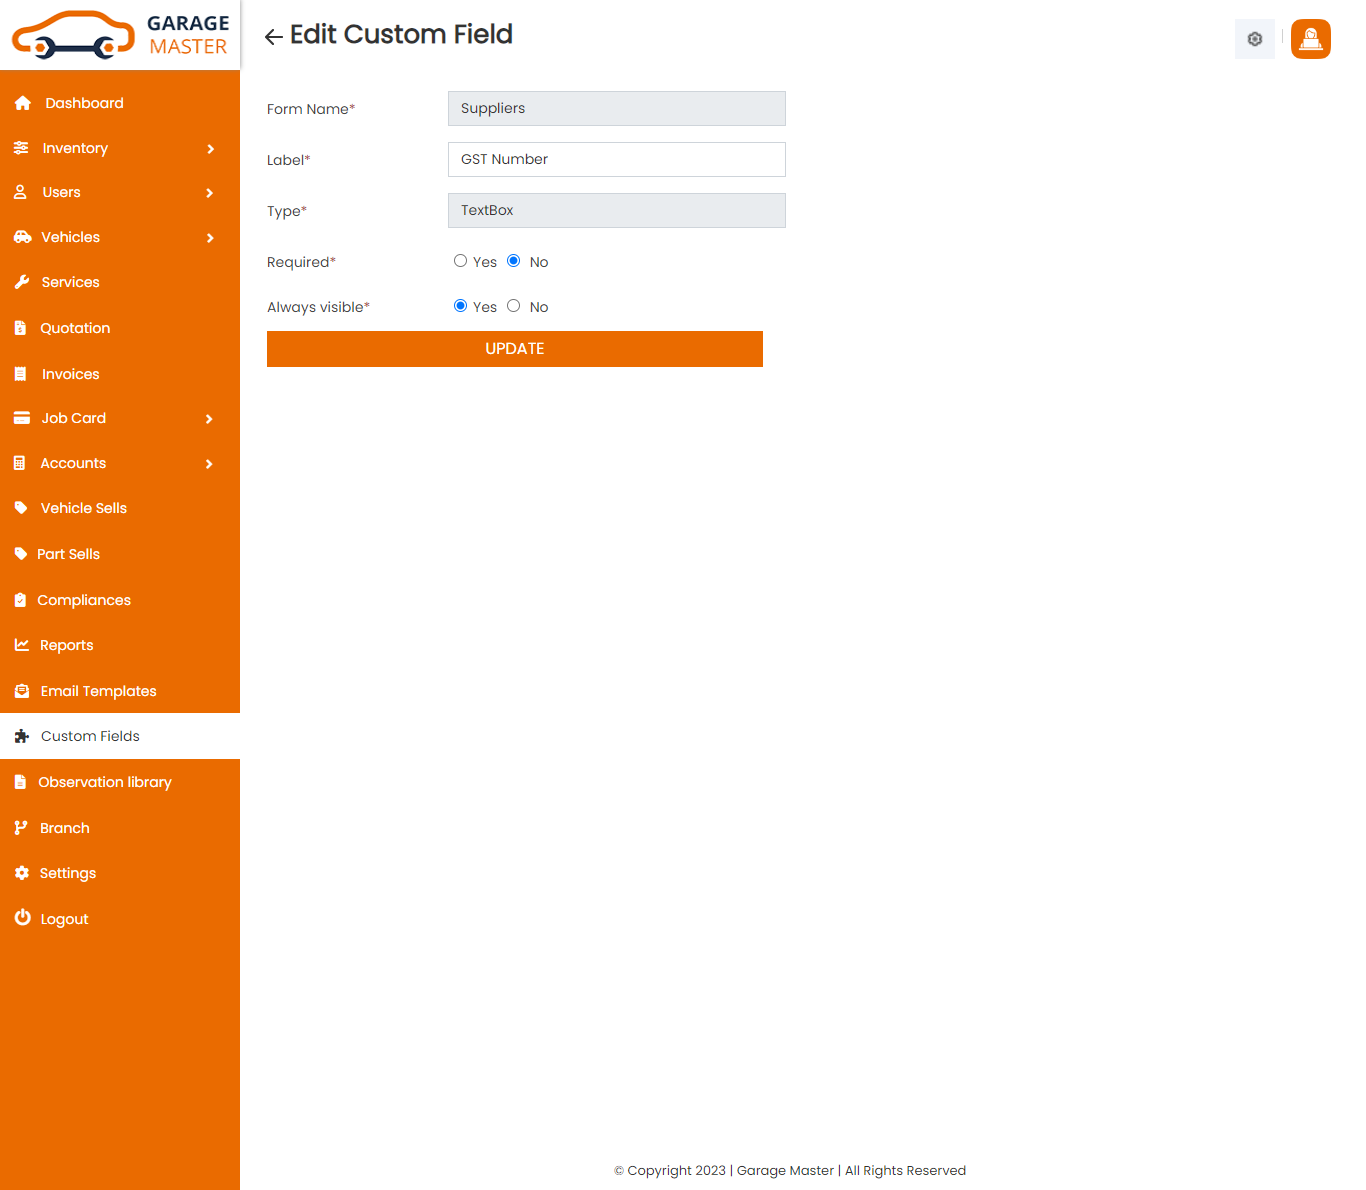 GARAGE
MASTER
Dashboard
Inventory
Users
Vehicles
Services
Quotation
Invoices
Job Card
Accounts
Vehicle Sells
Part Sells
Compliances
Reports
Email Templates
Custom Fields
Observation library
Branch
Settings
Logout
Edit Custom Field
Form Name* Suppliers
Label* GST Number
Type* TextBox
Required* Yes No
Always visible* Yes No
UPDATE
© Copyright 2023 | Garage Master | All Rights Reserved